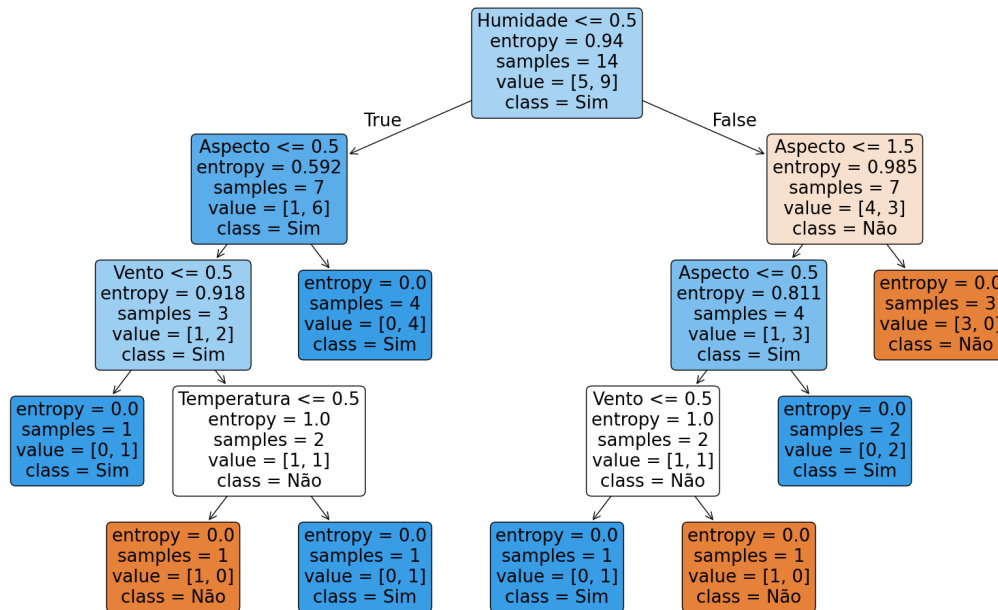 Humidade <= 0.5
entropy = 0.94
samples = 14
value = [5, 9]
class = Sim
True
False
Aspecto <= 0.5
entropy = 0.592
samples = 7
value = [1, 6]
class = Sim
Aspecto <= 1.5
entropy = 0.985
samples = 7
value = [4, 3]
class = Não
Vento <= 0.5
entropy = 0.918
samples = 3
value = [1, 2]
class = Sim
entropy = 0.0
samples = 4
value = [0, 4]
class = Sim
Aspecto <= 0.5
entropy = 0.811
samples = 4
value = [1, 3]
class = Sim
entropy = 0.0
samples = 3
value = [3, 0]
class = Não
entropy = 0.0
samples = 1
value = [0, 1]
class = Sim
Temperatura <= 0.5
entropy = 1.0
samples = 2
value = [1, 1]
class = Não
Vento <= 0.5
entropy = 1.0
samples = 2
value = [1, 1]
class = Não
entropy = 0.0
samples = 2
value = [0, 2]
class = Sim
entropy = 0.0
samples = 1
value = [1, 0]
class = Não
entropy = 0.0
samples = 1
value = [0, 1]
class = Sim
entropy = 0.0
samples = 1
value = [0, 1]
class = Sim
entropy = 0.0
samples = 1
value = [1, 0]
class = Não